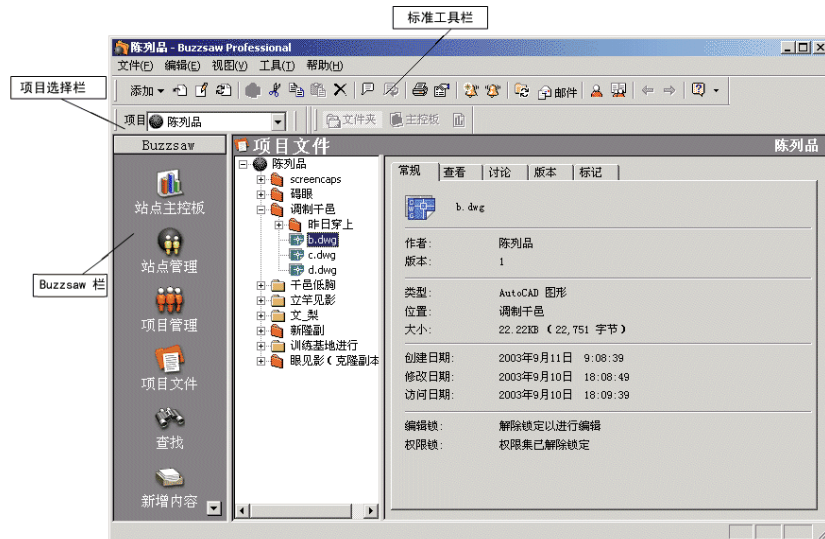 标准工具栏
陈列品 - Buzzsaw Professional
文件(F) 编辑(E) 视图(V) 工具(T) 帮助(H)
项目选择栏
添加 邮件
项目 陈列品 文件夹 主控板
Buzzsaw
项目文件 陈列品
站点主控板
站点管理
Buzzsaw 栏
项目管理
项目文件
查找
新增内容
陈列品
screencaps
碍眼
调制干邑
昨日穿上
b.dwg
c.dwg
d.dwg
干邑低胸
立竿见影
文_梨
新隆副
训练基地进行
眼见影(克隆副本
常规 查看 讨论 版本 标记
b.dwg
作者: 陈列品
版本: 1
类型: AutoCAD 图形
位置: 调制干邑
大小: 22.22KB (22,751 字节)
创建日期: 2003年9月11日 9:08:39
修改日期: 2003年9月10日 18:08:49
访问日期: 2003年9月10日 18:09:39
编辑锁: 解除锁定以进行编辑
权限锁: 权限集已解除锁定